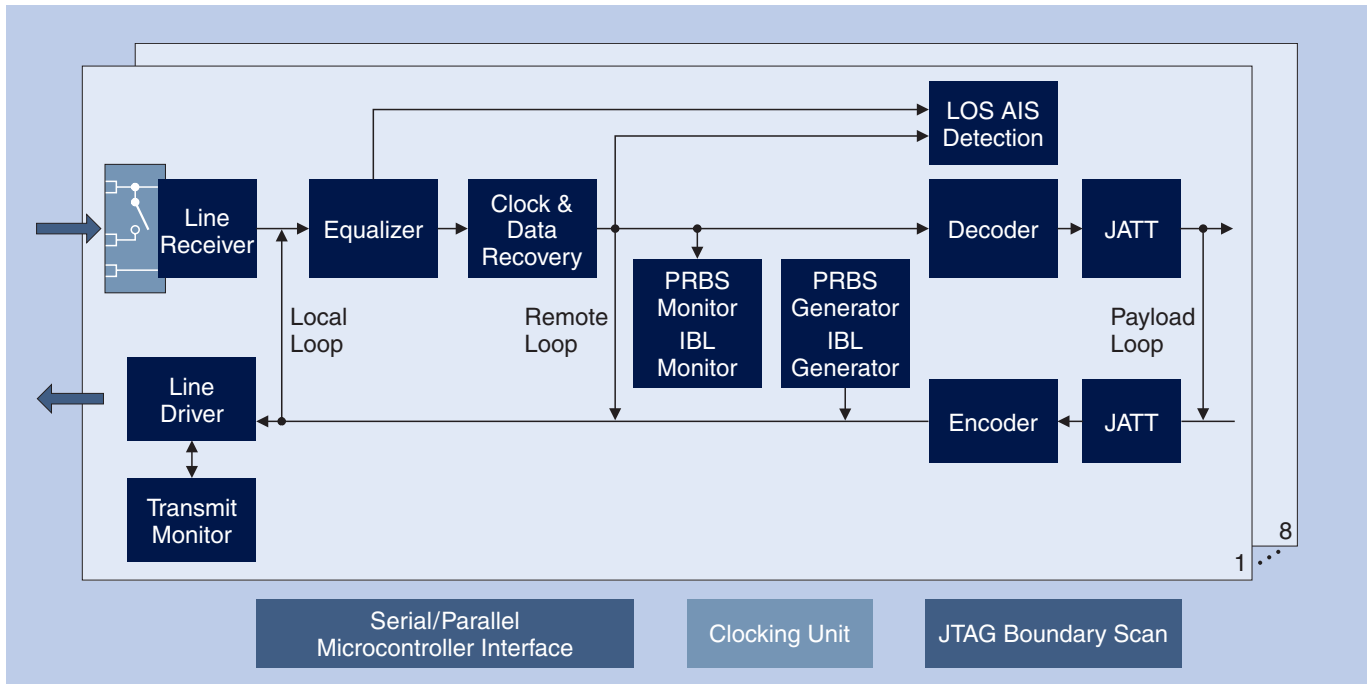 LOS AIS
Detection
Line
Receiver
Equalizer
Clock &
Data
Recovery
Decoder
JATT
PRBS
Monitor
IBL
Monitor
PRBS
Generator
IBL
Generator
Local
Loop
Remote
Loop
Payload
Loop
Line
Driver
Encoder
JATT
Transmit
Monitor
8
1
Serial/Parallel
Microcontroller Interface
Clocking Unit
JTAG Boundary Scan